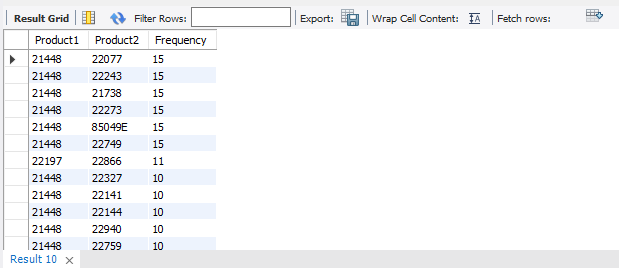 Result Grid Filter Rows: Export: Wrap Cell Content: Fetch rows:
Product1 Product2 Frequency
21448 22077 15
21448 22243 15
21448 21738 15
21448 22273 15
21448 85049E 15
21448 22749 15
22197 22866 11
21448 22327 10
21448 22141 10
21448 22144 10
21448 22940 10
21448 22759 10
Result 10